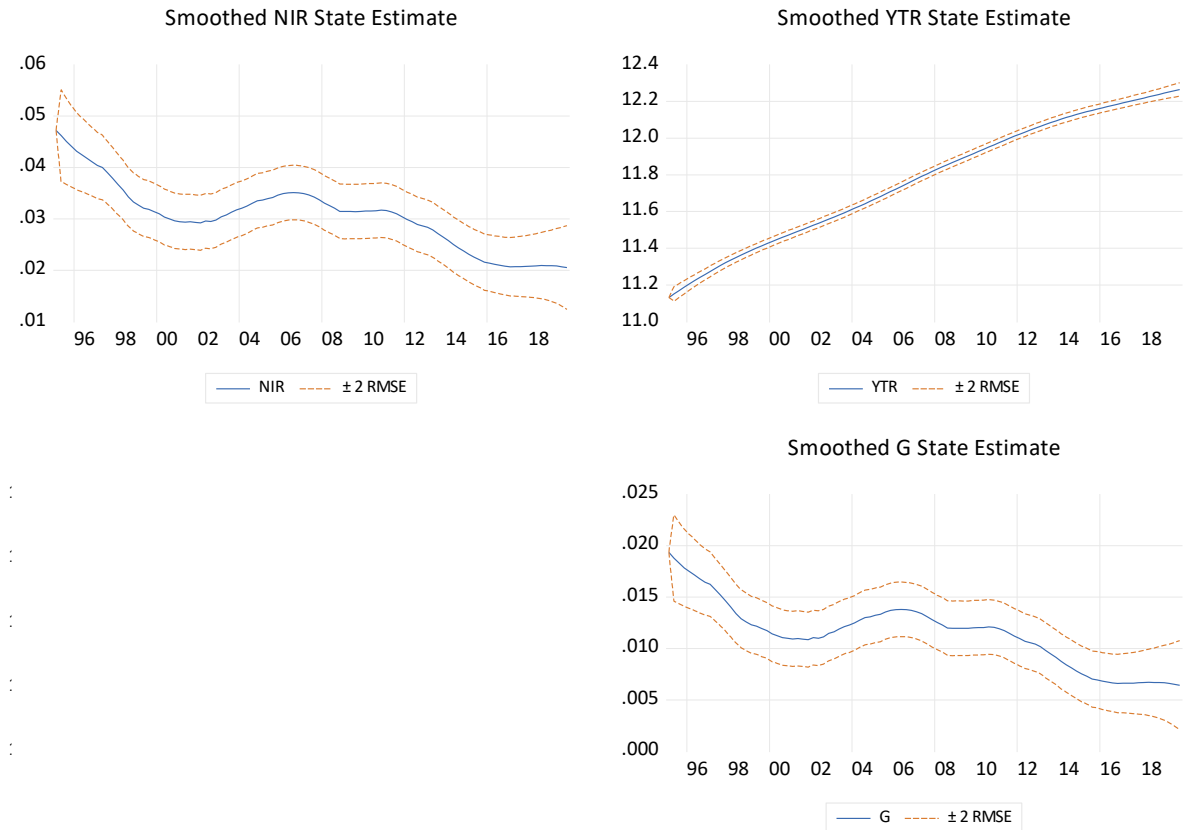 Smoothed NIR State Estimate
.06
.05
.04
.03
.02
.01
96 98 00 02 04 06 08 10 12 14 16 18
NIR ± 2 RMSE
Smoothed YTR State Estimate
12.4
12.2
12.0
11.8
11.6
11.4
11.2
11.0
96 98 00 02 04 06 08 10 12 14 16 18
YTR ± 2 RMSE
Smoothed G State Estimate
.025
.020
.015
.010
.005
.000
96 98 00 02 04 06 08 10 12 14 16 18
G ± 2 RMSE